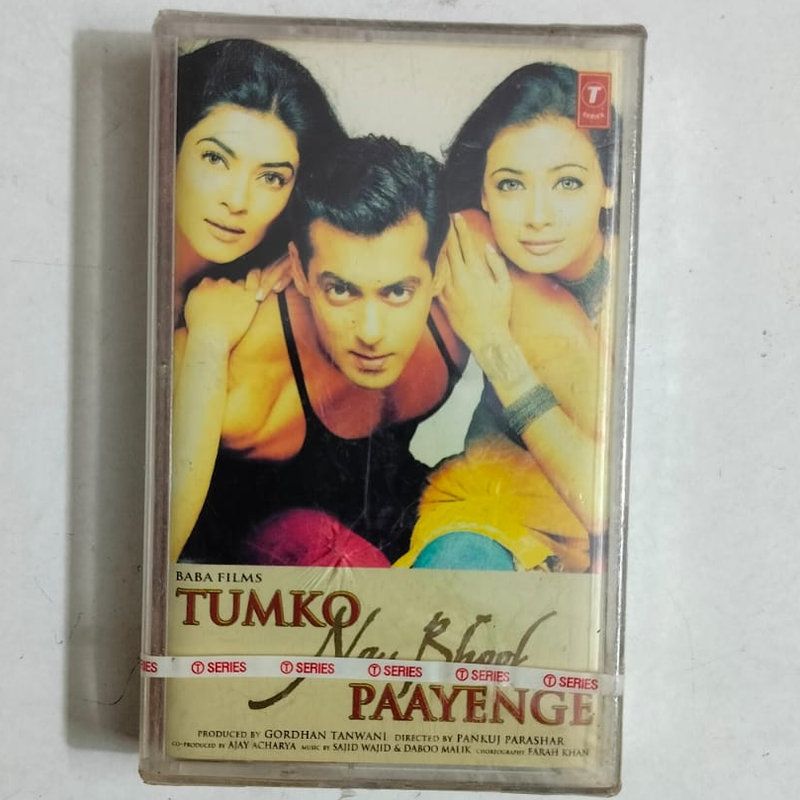 T
SERIES
BABA FILMS
TUMKO
Nay Bhool
IES T SERIES T SERIES T SERIES T SERIES T SERIES
PAAYENGE
PRODUCED BY GORDHAN TANWANI DIRECTED BY PANKUJ PARASHAR
CO-PRODUCED BY AJAY ACHARYA MUSIC BY SAJID WAJID & DABOO MALIK CHOREOGRAPHY FARAH KHAN